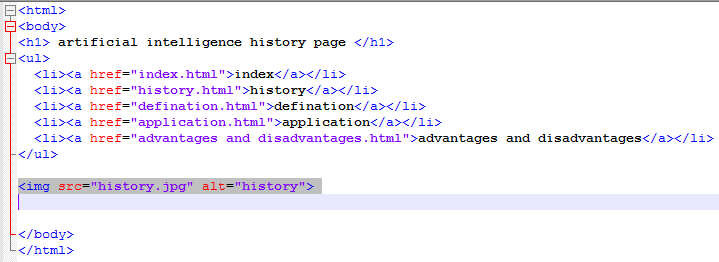 <html>
<body>
<h1> artificial intelligence history page </h1>
<ul>
<li><a href="index.html">index</a></li>
<li><a href="history.html">history</a></li>
<li><a href="defination.html">defination</a></li>
<li><a href="application.html">application</a></li>
<li><a href="advantages and disadvantages.html">advantages and disadvantages</a></li>
</ul>
<img src="history.jpg" alt="history">
</body>
</html>